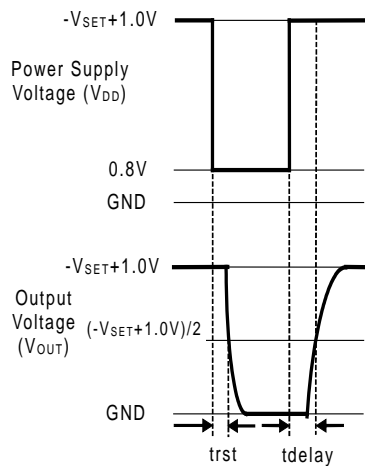 -VSET+1.0V
Power Supply
Voltage (VDD)
0.8V
GND
-VSET+1.0V
Output
Voltage
(VOUT)
(-VSET+1.0V)/2
GND
trst
tdelay